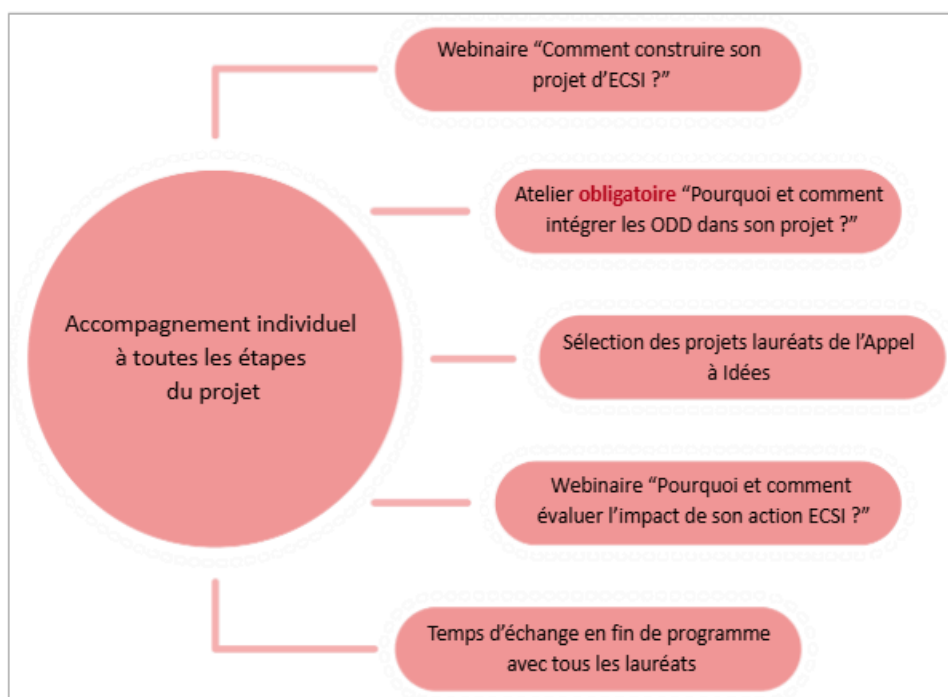 Webinaire “Comment construire son
projet d’ECSI ?”
Atelier obligatoire “Pourquoi et comment
intégrer les ODD dans son projet ?”
Accompagnement individuel
à toutes les étapes
du projet
Sélection des projets lauréats de l’Appel
à Idées
Webinaire “Pourquoi et comment
évaluer l’impact de son action ECSI ?”
Temps d’échange en fin de programme
avec tous les lauréats